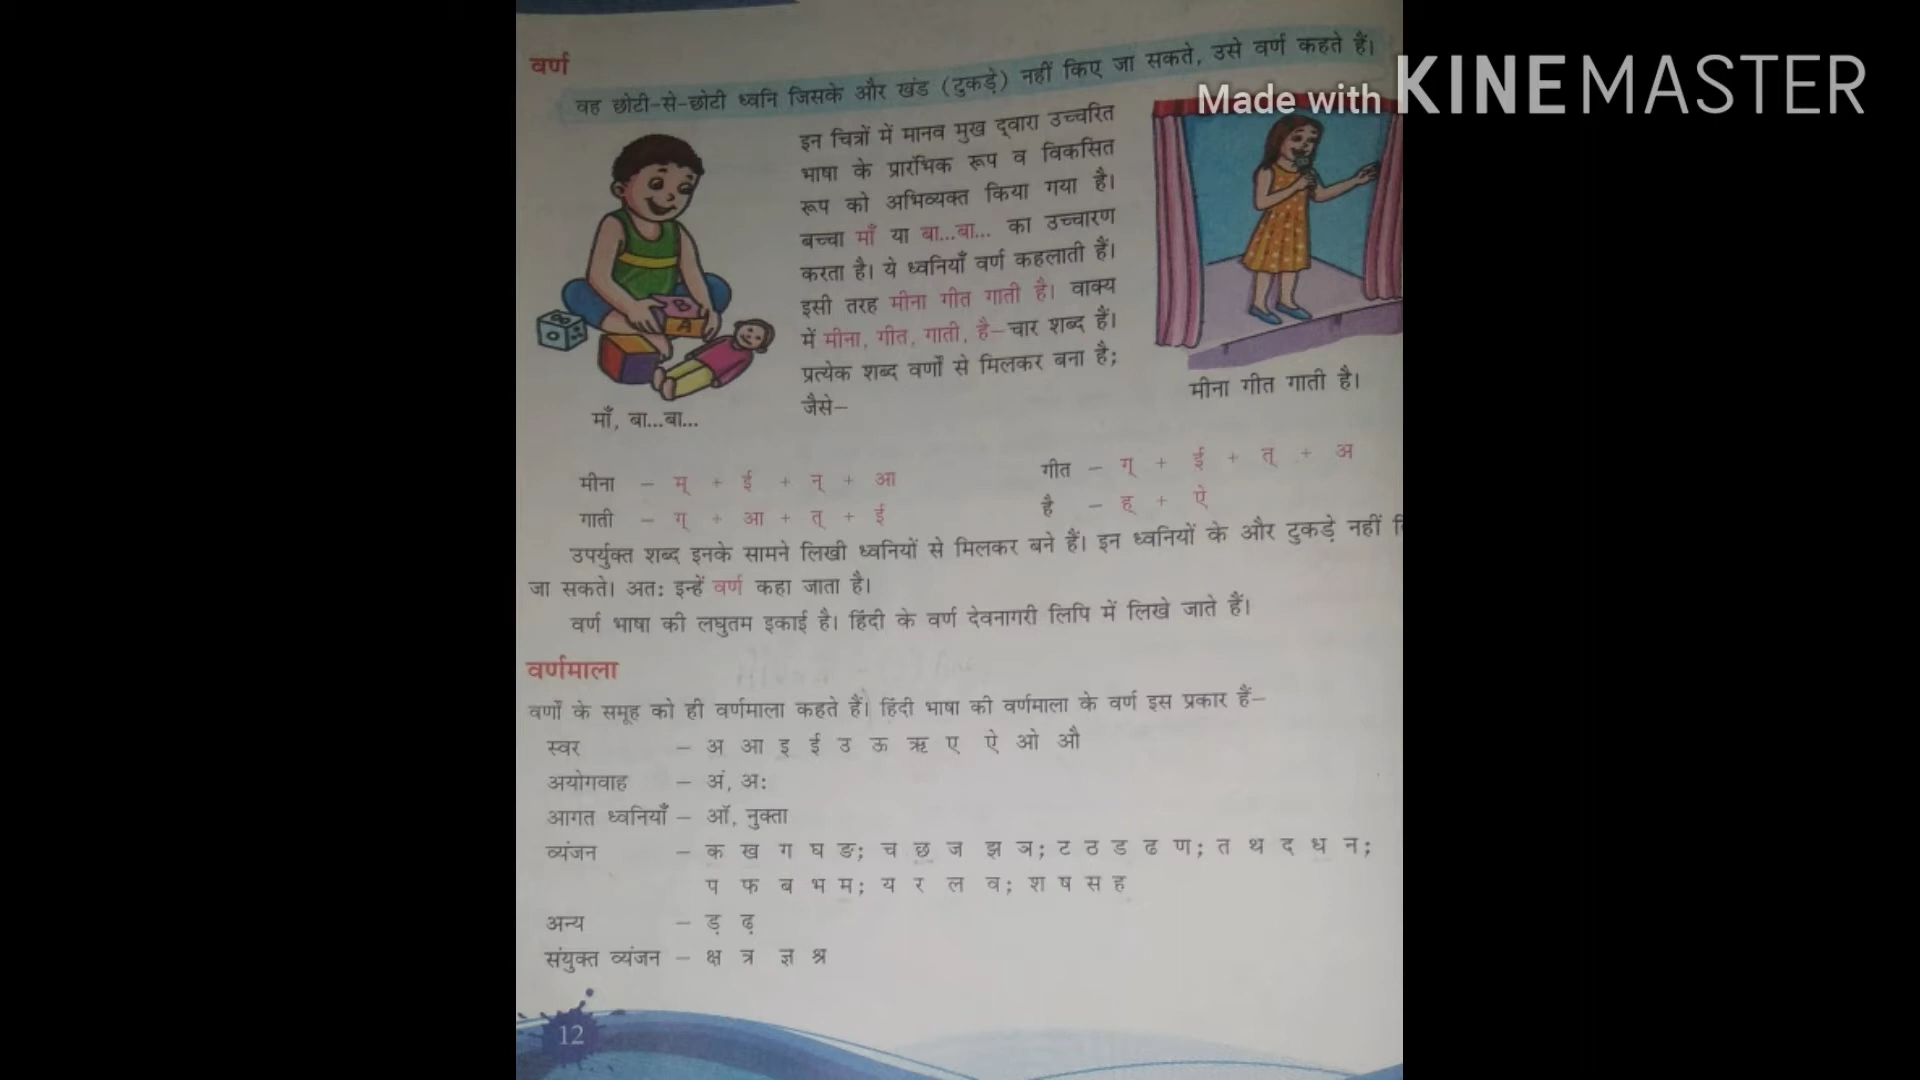 वर्ण
वह छोटी-से-छोटी ध्वनि जिसके और खंड (टुकड़े) नहीं किए जा सकते, उसे वर्ण कहते हैं।
Made with KINEMASTER
इन चित्रों में मानव मुख द्वारा उच्चरित
भाषा के प्रारंभिक रूप व विकसित
रूप को अभिव्यक्त किया गया है।
बच्चा माँ या बा...बा... का उच्चारण
करता है। ये ध्वनियाँ वर्ण कहलाती हैं।
इसी तरह मीना गीत गाती है। वाक्य
में मीना, गीत, गाती, है–चार शब्द हैं।
प्रत्येक शब्द वर्णों से मिलकर बना है;
जैसे–
B
A
माँ, बा...बा...
मीना गीत गाती है।
मीना – म् + ई + न् + आ गीत – ग् + ई + त् + अ
गाती – ग् + आ + त् + ई है – ह् + ऐ
उपर्युक्त शब्द इनके सामने लिखी ध्वनियों से मिलकर बने हैं। इन ध्वनियों के और टुकड़े नहीं
जा सकते। अतः इन्हें वर्ण कहा जाता है।
वर्ण भाषा की लघुतम इकाई है। हिंदी के वर्ण देवनागरी लिपि में लिखे जाते हैं।
वर्णमाला
वर्णों के समूह को ही वर्णमाला कहते हैं। हिंदी भाषा की वर्णमाला के वर्ण इस प्रकार हैं–
स्वर – अ आ इ ई उ ऊ ऋ ए ऐ ओ औ
अयोगवाह – अं, अः
आगत ध्वनियाँ – ऑ, नुक्ता
व्यंजन – क ख ग घ ङ; च छ ज झ ञ; ट ठ ड ढ ण; त थ द ध न;
प फ ब भ म; य र ल व; श ष स ह
अन्य – ड़ ढ़
संयुक्त व्यंजन – क्ष त्र ज्ञ श्र
12